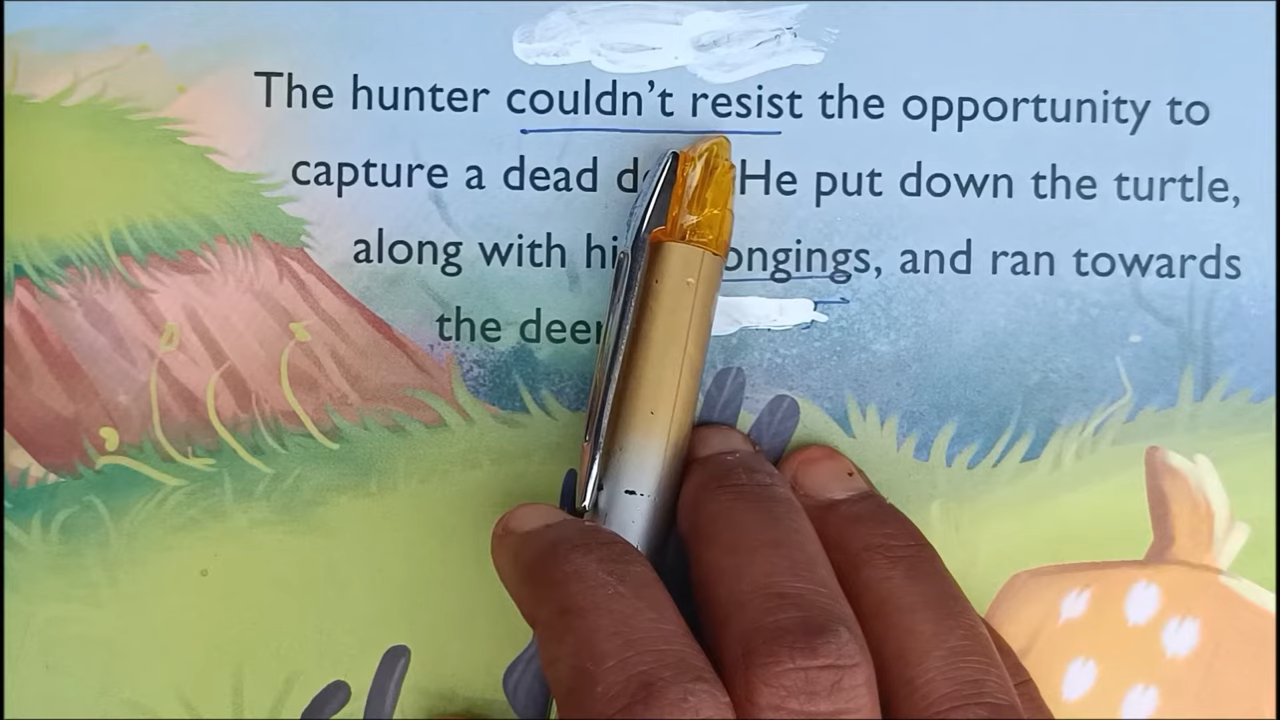 The hunter couldn't resist the opportunity to
capture a dead He put down the turtle,
along with and ran towards
the deer